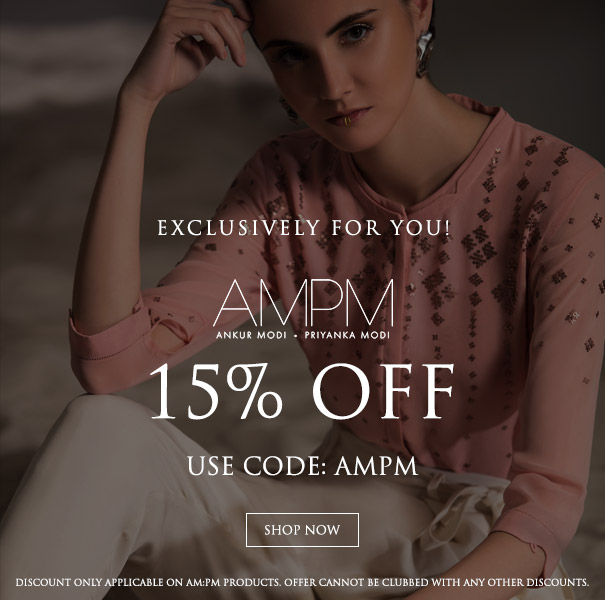 EXCLUSIVELY FOR YOU!
AMPM
ANKUR MODI • PRIYANKA MODI
15% OFF
USE CODE: AMPM
SHOP NOW
DISCOUNT ONLY APPLICABLE ON AM:PM PRODUCTS. OFFER CANNOT BE CLUBBED WITH ANY OTHER DISCOUNTS.